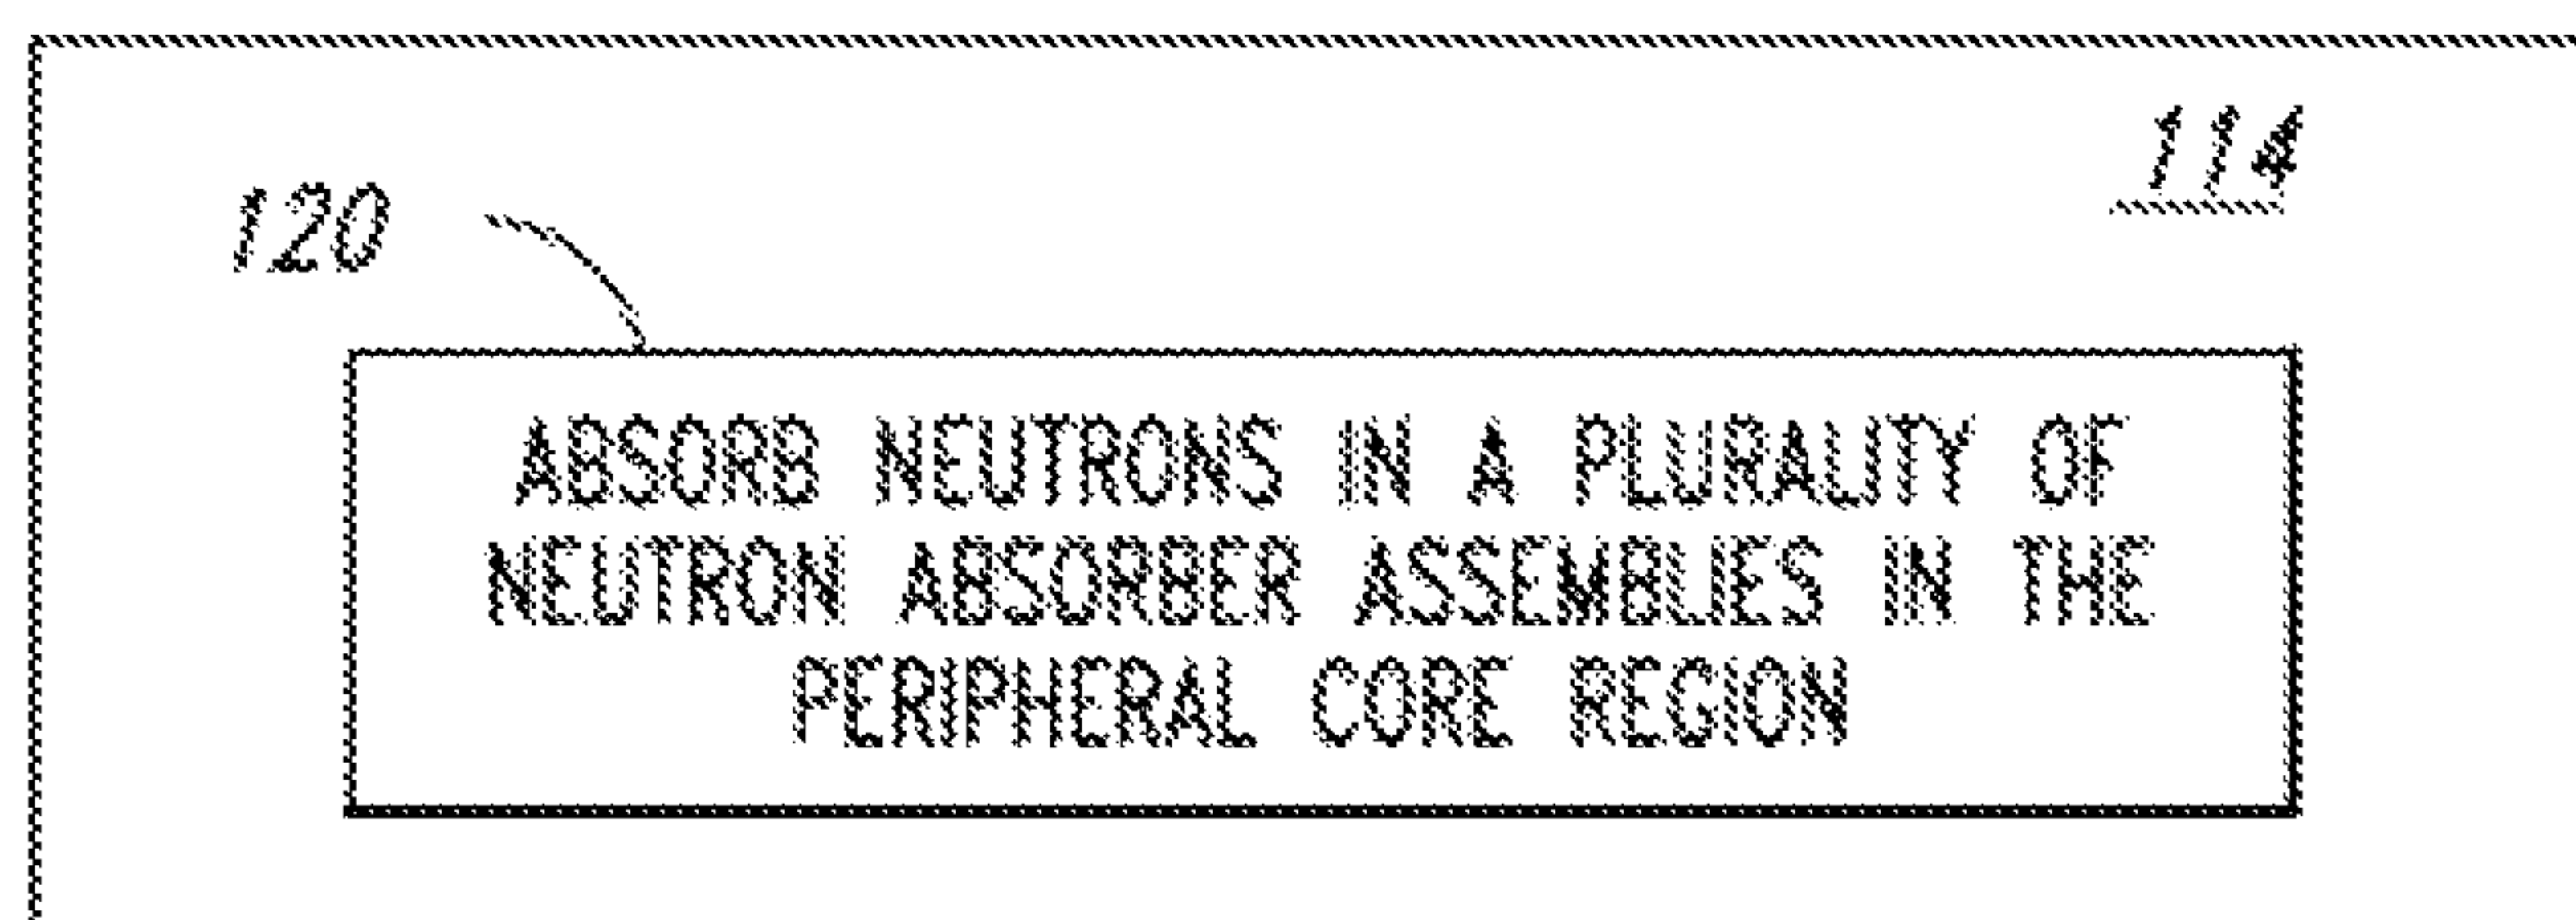 114
120
ABSORB NEUTRONS IN A PLURALITY OF
NEUTRON ABSORBER ASSEMBLIES IN THE
PERIPHERAL CORE REGION